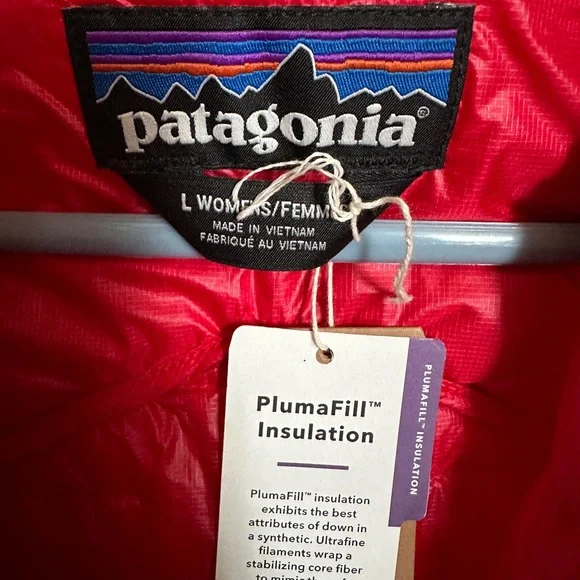 patagonia®
L WOMENS/FEMM
MADE IN VIETNAM
FABRIQUÉ AU VIETNAM
PlumaFill™
Insulation
PlumaFill™ insulation
exhibits the best
attributes of down in
a synthetic. Ultrafine
filaments wrap a
stabilizing core fiber
PLUMAFILL™ INSULATION